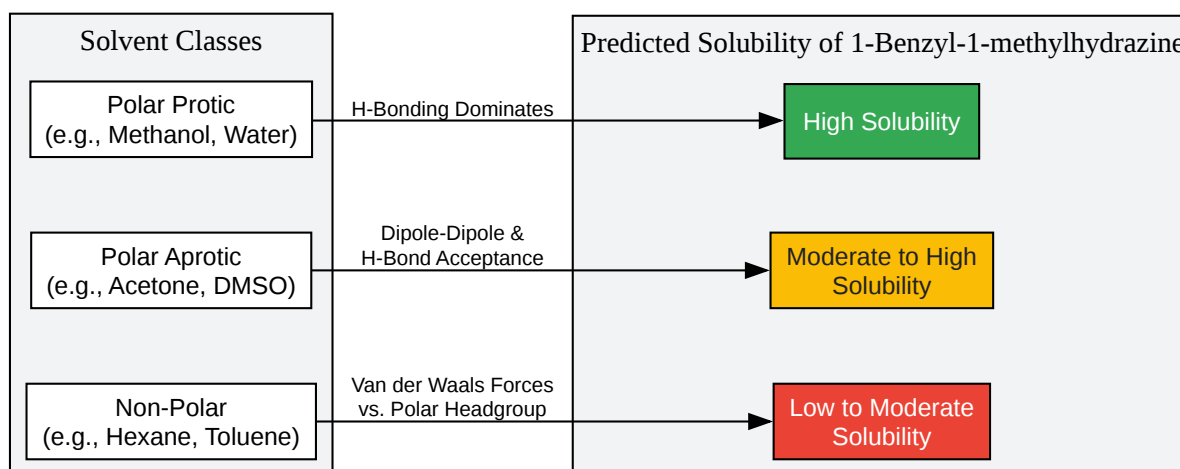 Solvent Classes
Predicted Solubility of 1-Benzyl-1-methylhydrazine
Polar Protic
(e.g., Methanol, Water)
H-Bonding Dominates
High Solubility
Polar Aprotic
(e.g., Acetone, DMSO)
Dipole-Dipole &
H-Bond Acceptance
Moderate to High
Solubility
Non-Polar
(e.g., Hexane, Toluene)
Van der Waals Forces
vs. Polar Headgroup
Low to Moderate
Solubility